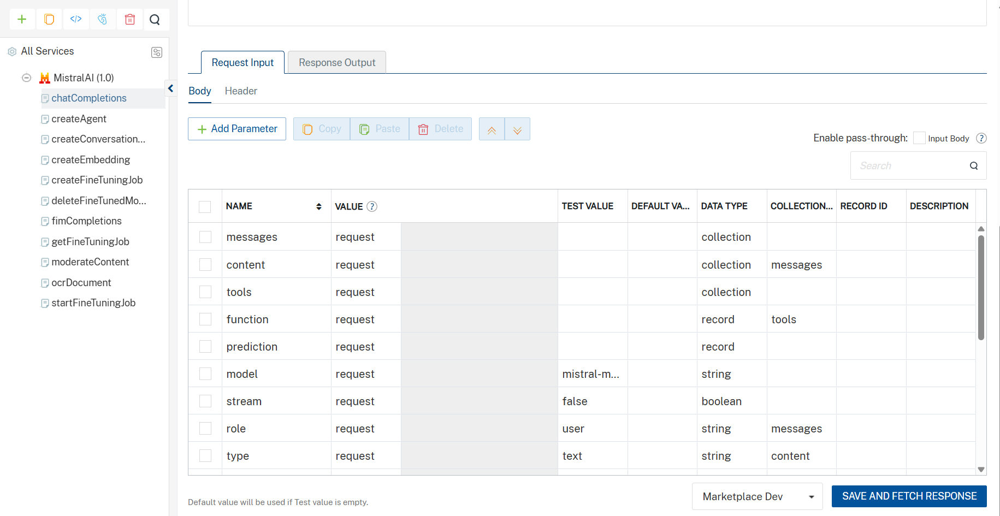 All Services
MistralAI (1.0)
chatCompletions
createAgent
createConversation...
createEmbedding
createFineTuningJob
deleteFineTunedMo...
fimCompletions
getFineTuningJob
moderateContent
ocrDocument
startFineTuningJob
Request Input
Response Output
Body
Header
Add Parameter
Copy
Paste
Delete
Enable pass-through: Input Body ?
Search
NAME VALUE ? TEST VALUE DEFAULT VA... DATA TYPE COLLECTION... RECORD ID DESCRIPTION
messages request collection
content request collection messages
tools request collection
function request record tools
prediction request record
model request mistral-m... string
stream request false boolean
role request user string messages
type request text string content
Default value will be used if Test value is empty.
Marketplace Dev
SAVE AND FETCH RESPONSE